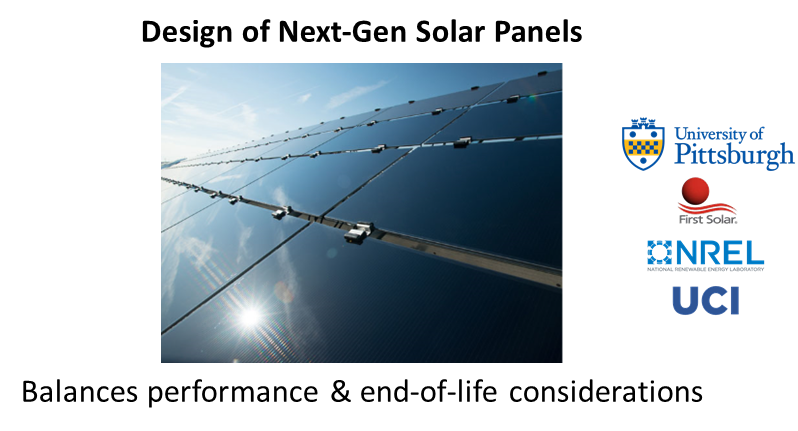 Design of Next-Gen Solar Panels
University of
Pittsburgh
First Solar.
NREL
NATIONAL RENEWABLE ENERGY LABORATORY
UCI
Balances performance & end-of-life considerations